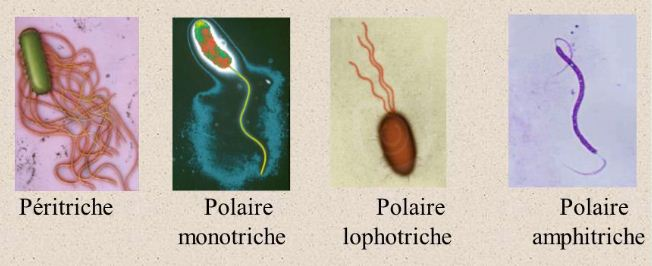 Péritriche
Polaire
monotriche
Polaire
lophotriche
Polaire
amphitriche